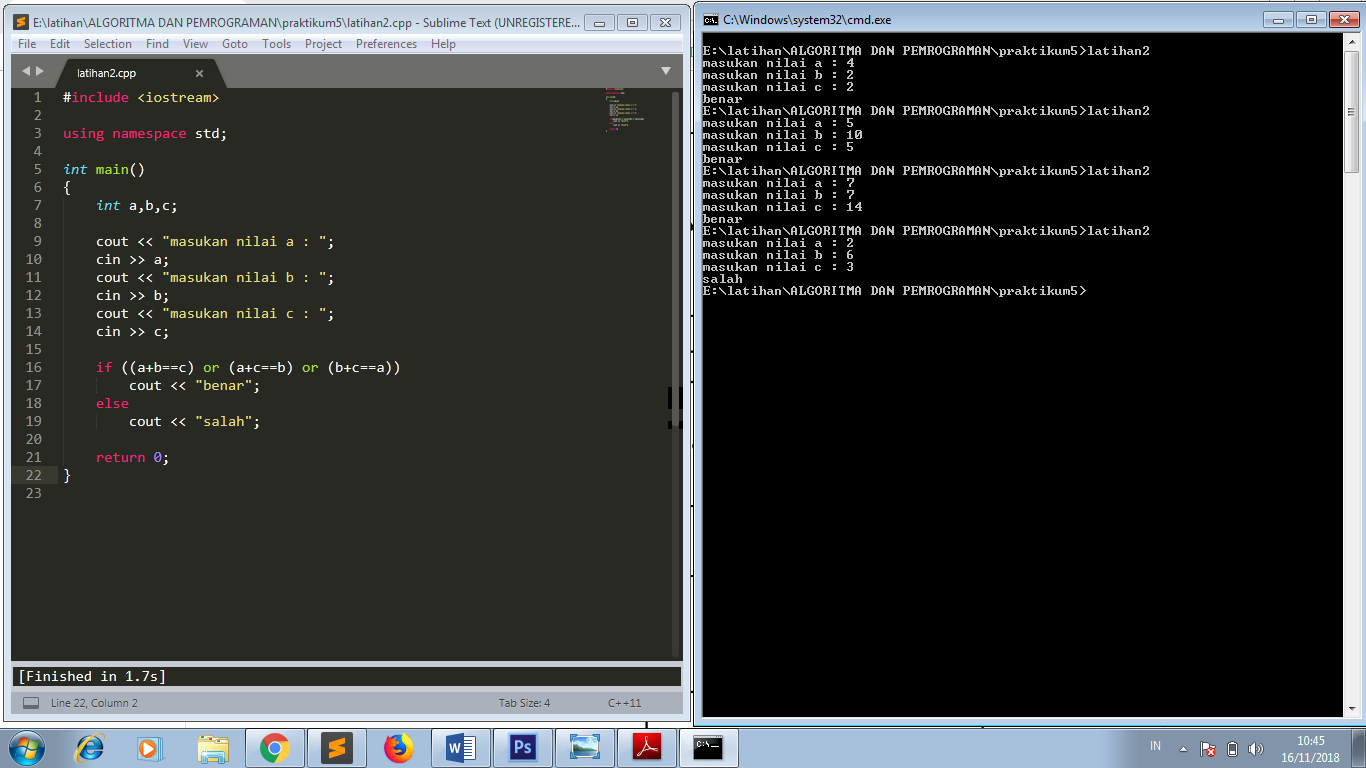 E:\latihan\ALGORITMA DAN PEMROGRAMAN\praktikum5\latihan2.cpp - Sublime Text (UNREGISTERE...
File Edit Selection Find View Goto Tools Project Preferences Help
latihan2.cpp
1 #include <iostream>
2
3 using namespace std;
4
5 int main()
6 {
7 int a,b,c;
8
9 cout << "masukan nilai a : ";
10 cin >> a;
11 cout << "masukan nilai b : ";
12 cin >> b;
13 cout << "masukan nilai c : ";
14 cin >> c;
15
16 if ((a+b==c) or (a+c==b) or (b+c==a))
17 cout << "benar";
18 else
19 cout << "salah";
20
21 return 0;
22 }
23
[Finished in 1.7s]
Line 22, Column 2 Tab Size: 4 C++11
C:\Windows\system32\cmd.exe
E:\latihan\ALGORITMA DAN PEMROGRAMAN\praktikum5>latihan2
masukan nilai a : 4
masukan nilai b : 2
masukan nilai c : 2
benar
E:\latihan\ALGORITMA DAN PEMROGRAMAN\praktikum5>latihan2
masukan nilai a : 5
masukan nilai b : 10
masukan nilai c : 5
benar
E:\latihan\ALGORITMA DAN PEMROGRAMAN\praktikum5>latihan2
masukan nilai a : 7
masukan nilai b : 7
masukan nilai c : 14
benar
E:\latihan\ALGORITMA DAN PEMROGRAMAN\praktikum5>latihan2
masukan nilai a : 2
masukan nilai b : 6
masukan nilai c : 3
salah
E:\latihan\ALGORITMA DAN PEMROGRAMAN\praktikum5>
Ps
C:\_
IN
10:45
16/11/2018